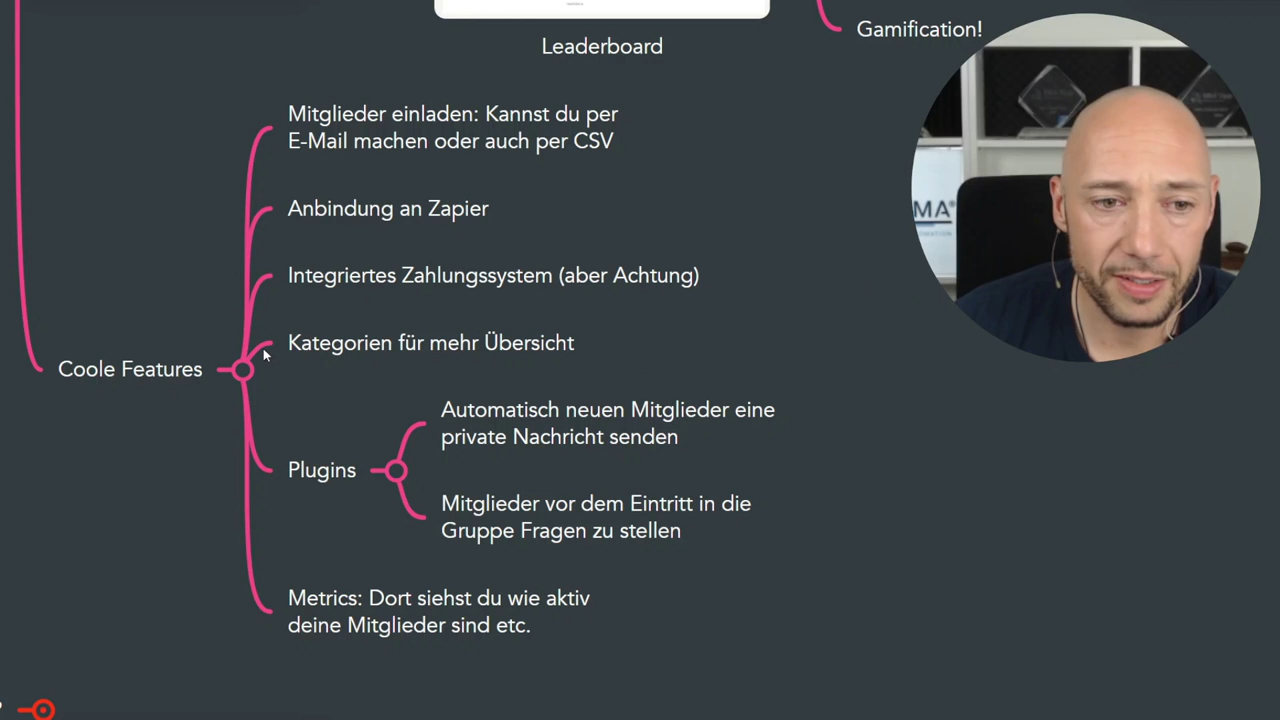 Gamification!
Leaderboard
Mitglieder einladen: Kannst du per
E-Mail machen oder auch per CSV
Anbindung an Zapier
Integriertes Zahlungssystem (aber Achtung)
Kategorien für mehr Übersicht
Coole Features
Automatisch neuen Mitglieder eine
private Nachricht senden
Plugins
Mitglieder vor dem Eintritt in die
Gruppe Fragen zu stellen
Metrics: Dort siehst du wie aktiv
deine Mitglieder sind etc.